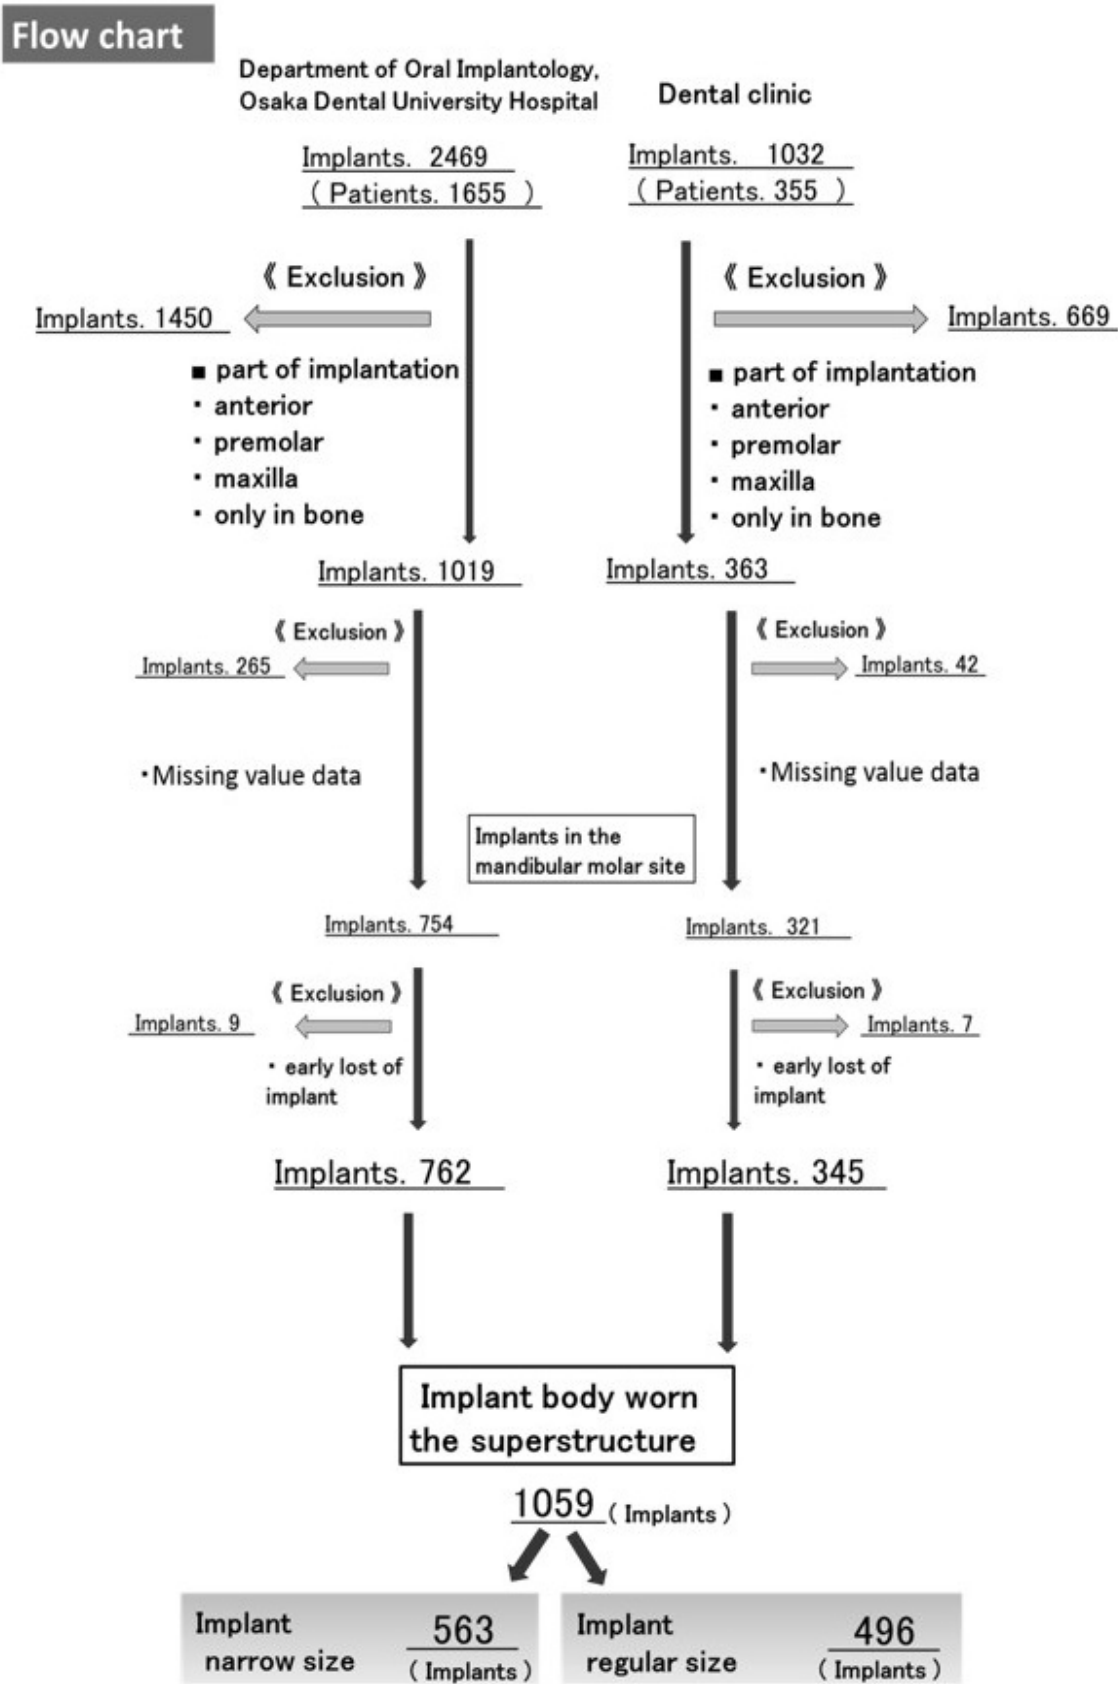 Flow chart
Department of Oral Implantology,
Osaka Dental University Hospital
Dental clinic
Implants. 2469
( Patients. 1655 )
Implants. 1032
( Patients. 355 )
《 Exclusion 》
《 Exclusion 》
Implants. 1450
Implants. 669
■ part of implantation
・ anterior
・ premolar
・ maxilla
・ only in bone
■ part of implantation
・ anterior
・ premolar
・ maxilla
・ only in bone
Implants. 1019
Implants. 363
《 Exclusion 》
《 Exclusion 》
Implants. 265
Implants. 42
・Missing value data
・Missing value data
Implants in the
mandibular molar site
Implants. 754
Implants. 321
《 Exclusion 》
《 Exclusion 》
Implants. 9
Implants. 7
・ early lost of
implant
・ early lost of
implant
Implants. 762
Implants. 345
Implant body worn
the superstructure
1059 ( Implants )
Implant
narrow size
563
( Implants )
Implant
regular size
496
( Implants )